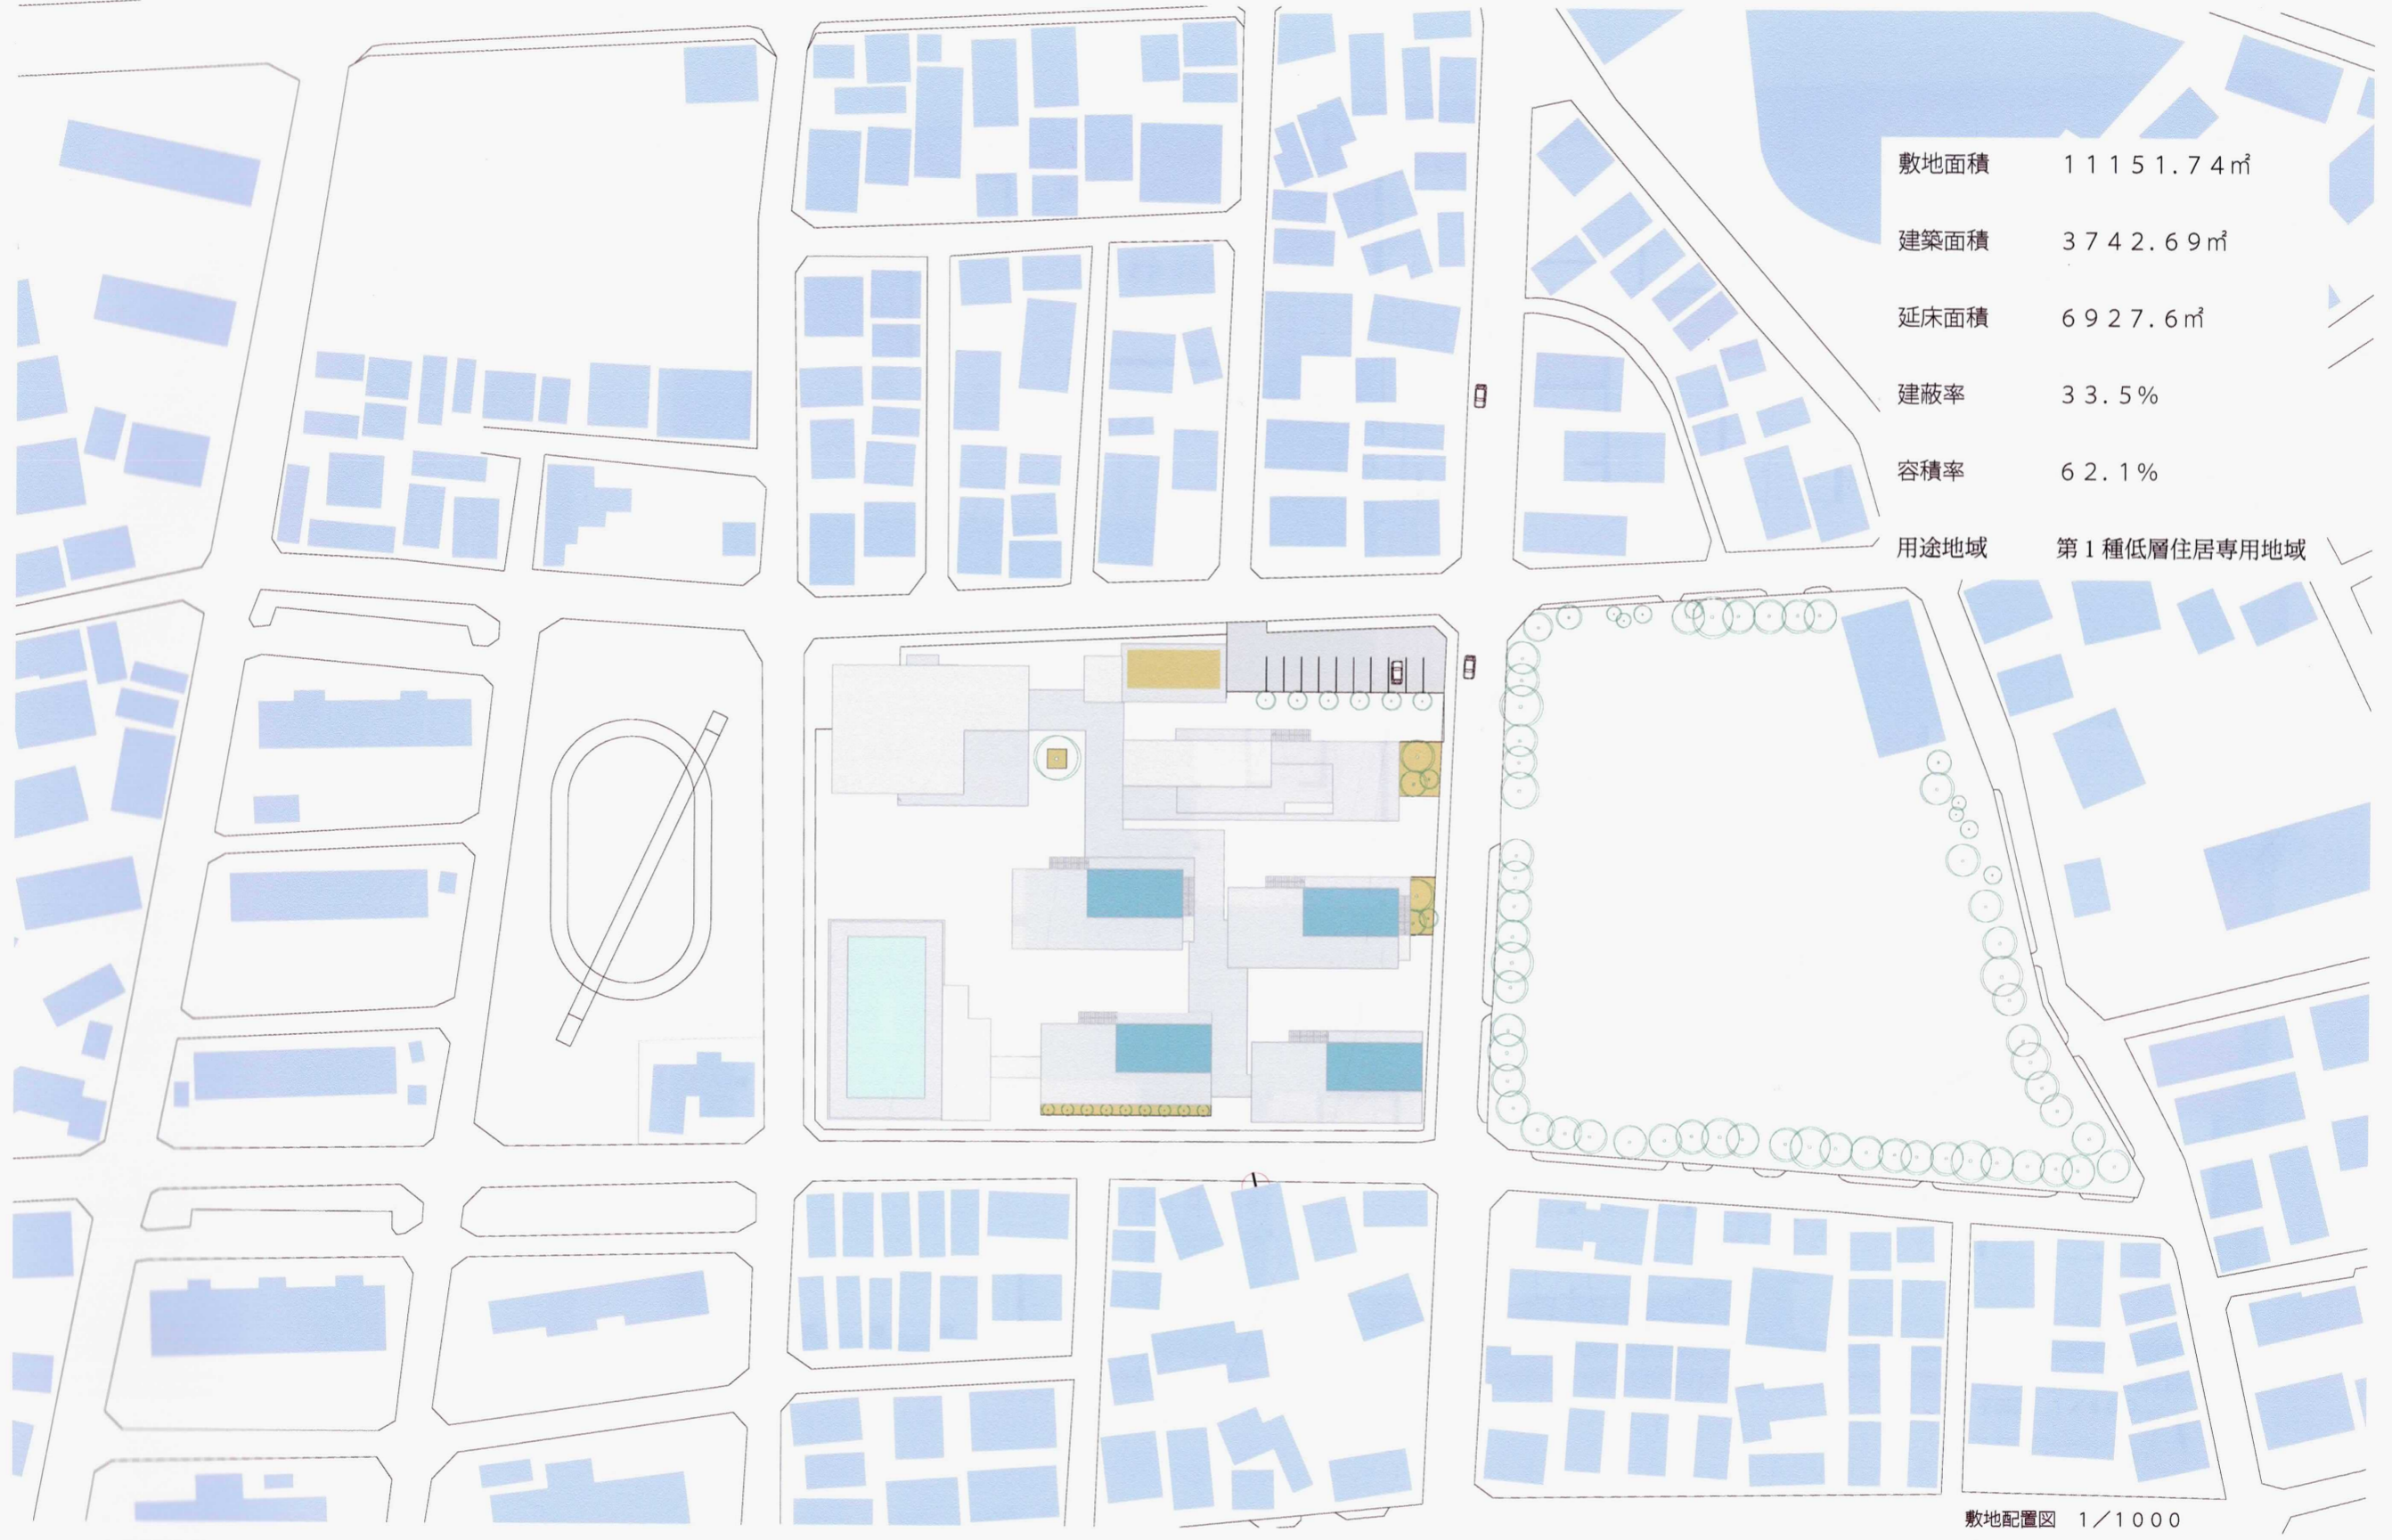 敷地面積 11151.74㎡
建築面積 3742.69㎡
延床面積 6927.6㎡
建蔽率 33.5%
容積率 62.1%
用途地域 第1種低層住居専用地域
敷地配置図 1/1000